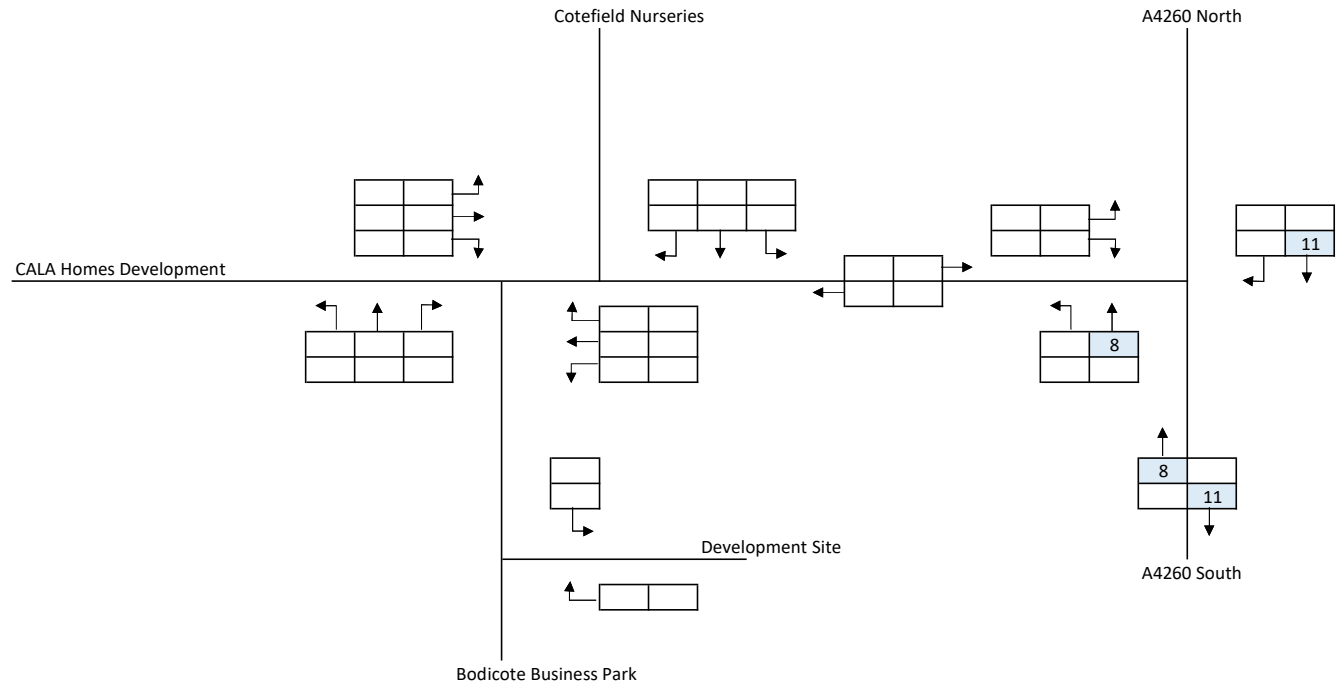 Cotefield Nurseries
A4260 North
11
CALA Homes Development
8
8
11
Development Site
A4260 South
Bodicote Business Park